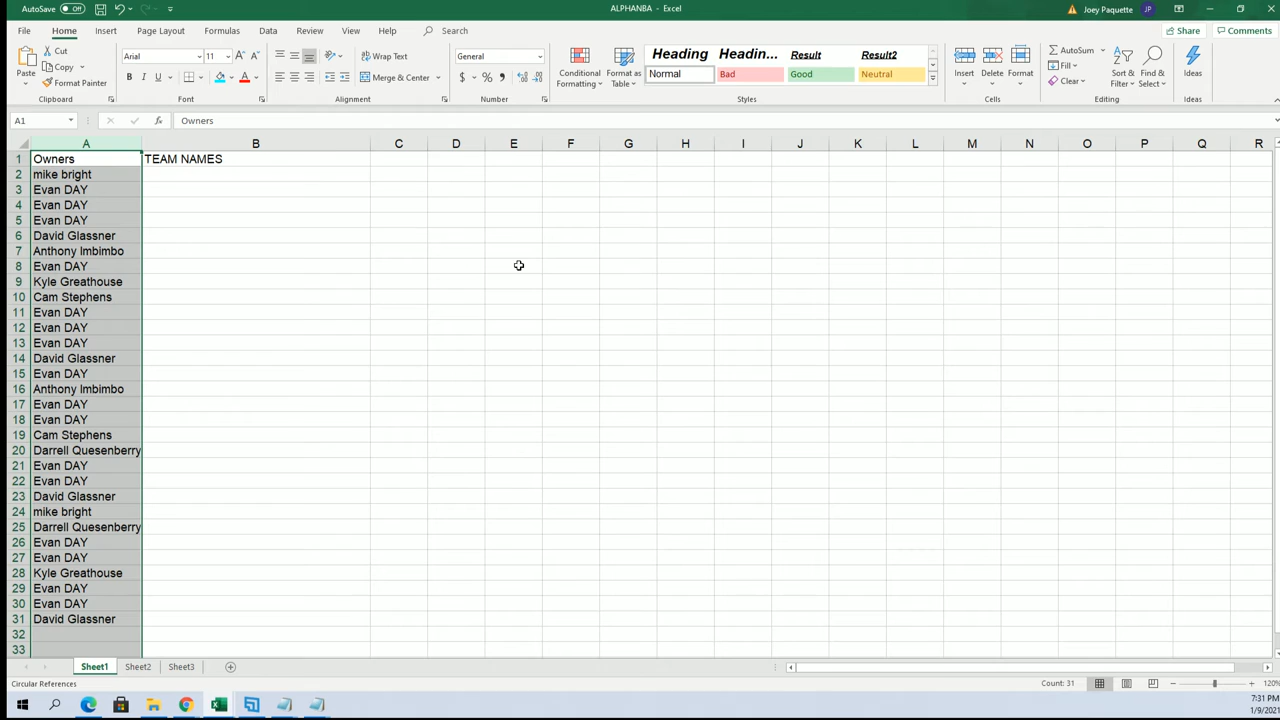 AutoSave Off ALPHANBA - Excel Joey Paquette JP
File Home Insert Page Layout Formulas Data Review View Help Search Share Comments
Paste Cut Copy Format Painter Clipboard
Arial 11 B I U A Font
Wrap Text Merge & Center Alignment
General $ % , Number
Conditional Formatting Format as Table
Heading Headin... Result Result2
Normal Bad Good Neutral
Styles
Insert Delete Format Cells
AutoSum Fill Clear Sort & Filter Find & Select Editing
Ideas Ideas
A1 fx Owners
A B C D E F G H I J K L M N O P Q R
1 Owners TEAM NAMES
2 mike bright
3 Evan DAY
4 Evan DAY
5 Evan DAY
6 David Glassner
7 Anthony Imbimbo
8 Evan DAY
9 Kyle Greathouse
10 Cam Stephens
11 Evan DAY
12 Evan DAY
13 Evan DAY
14 David Glassner
15 Evan DAY
16 Anthony Imbimbo
17 Evan DAY
18 Evan DAY
19 Cam Stephens
20 Darrell Quesenberry
21 Evan DAY
22 Evan DAY
23 David Glassner
24 mike bright
25 Darrell Quesenberry
26 Evan DAY
27 Evan DAY
28 Kyle Greathouse
29 Evan DAY
30 Evan DAY
31 David Glassner
32
33
Sheet1 Sheet2 Sheet3
Circular References Count: 31 120%
7:31 PM
1/9/2021